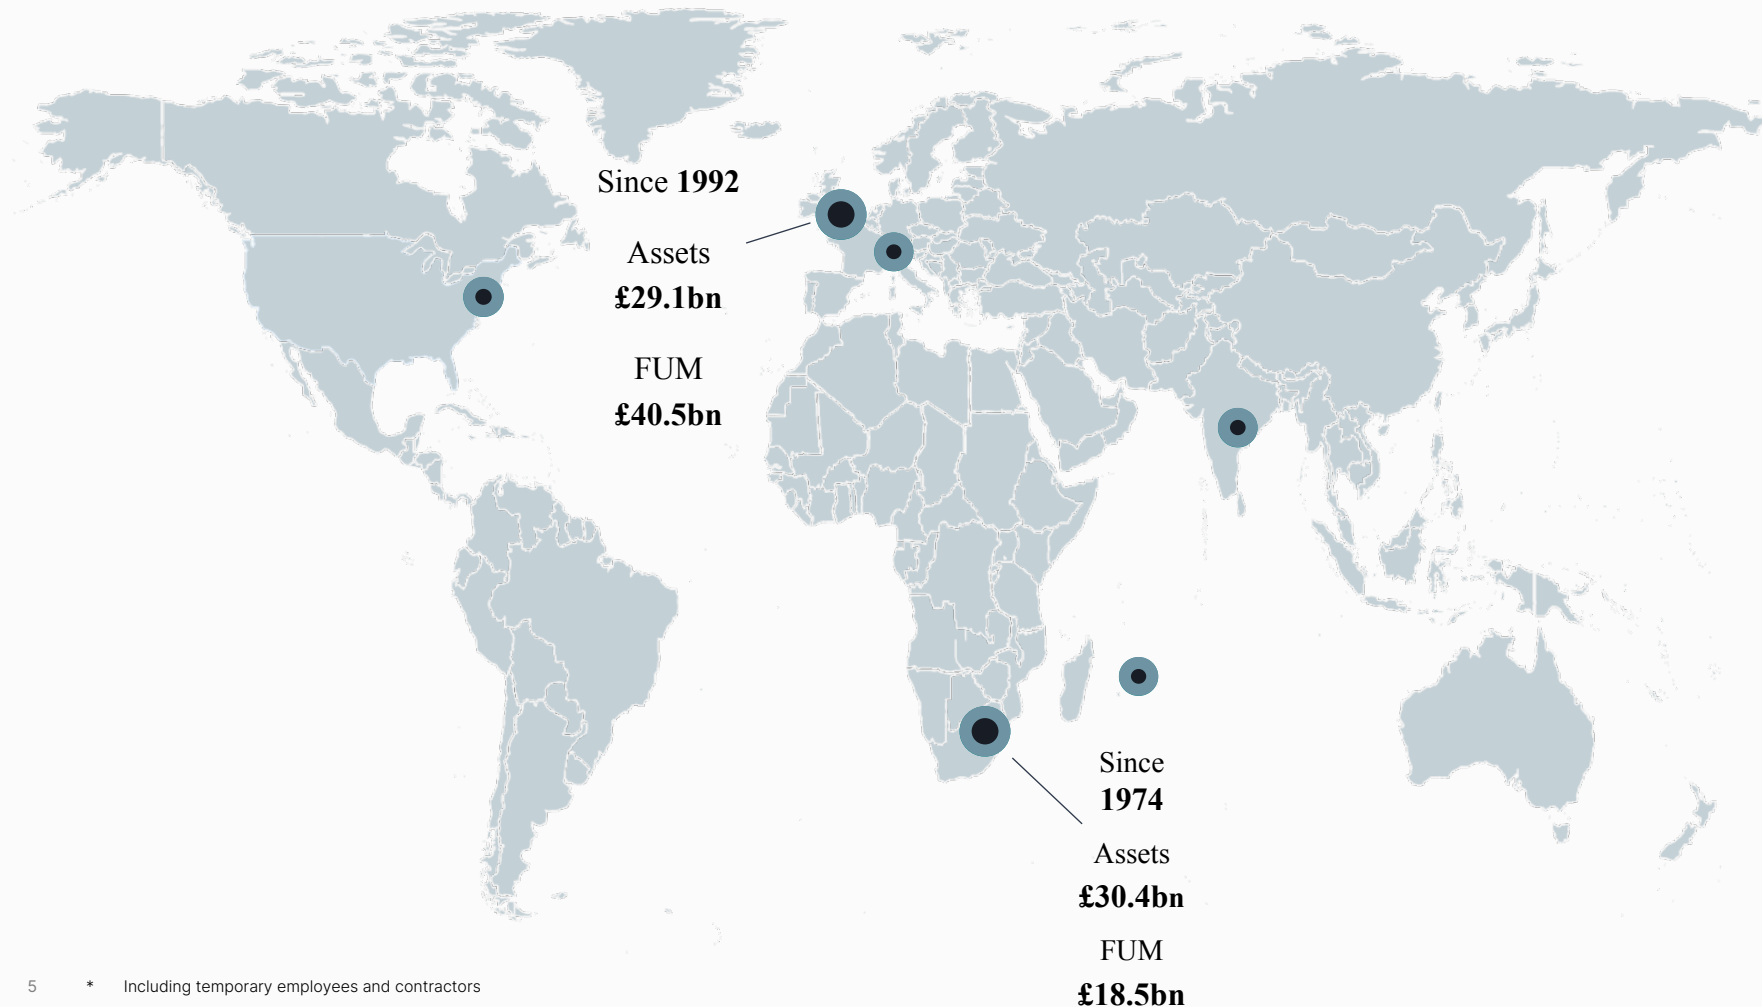 Since 1992
Assets
£29.1bn
FUM
£40.5bn
Since
1974
Assets
£30.4bn
FUM
£18.5bn
5 * Including temporary employees and contractors